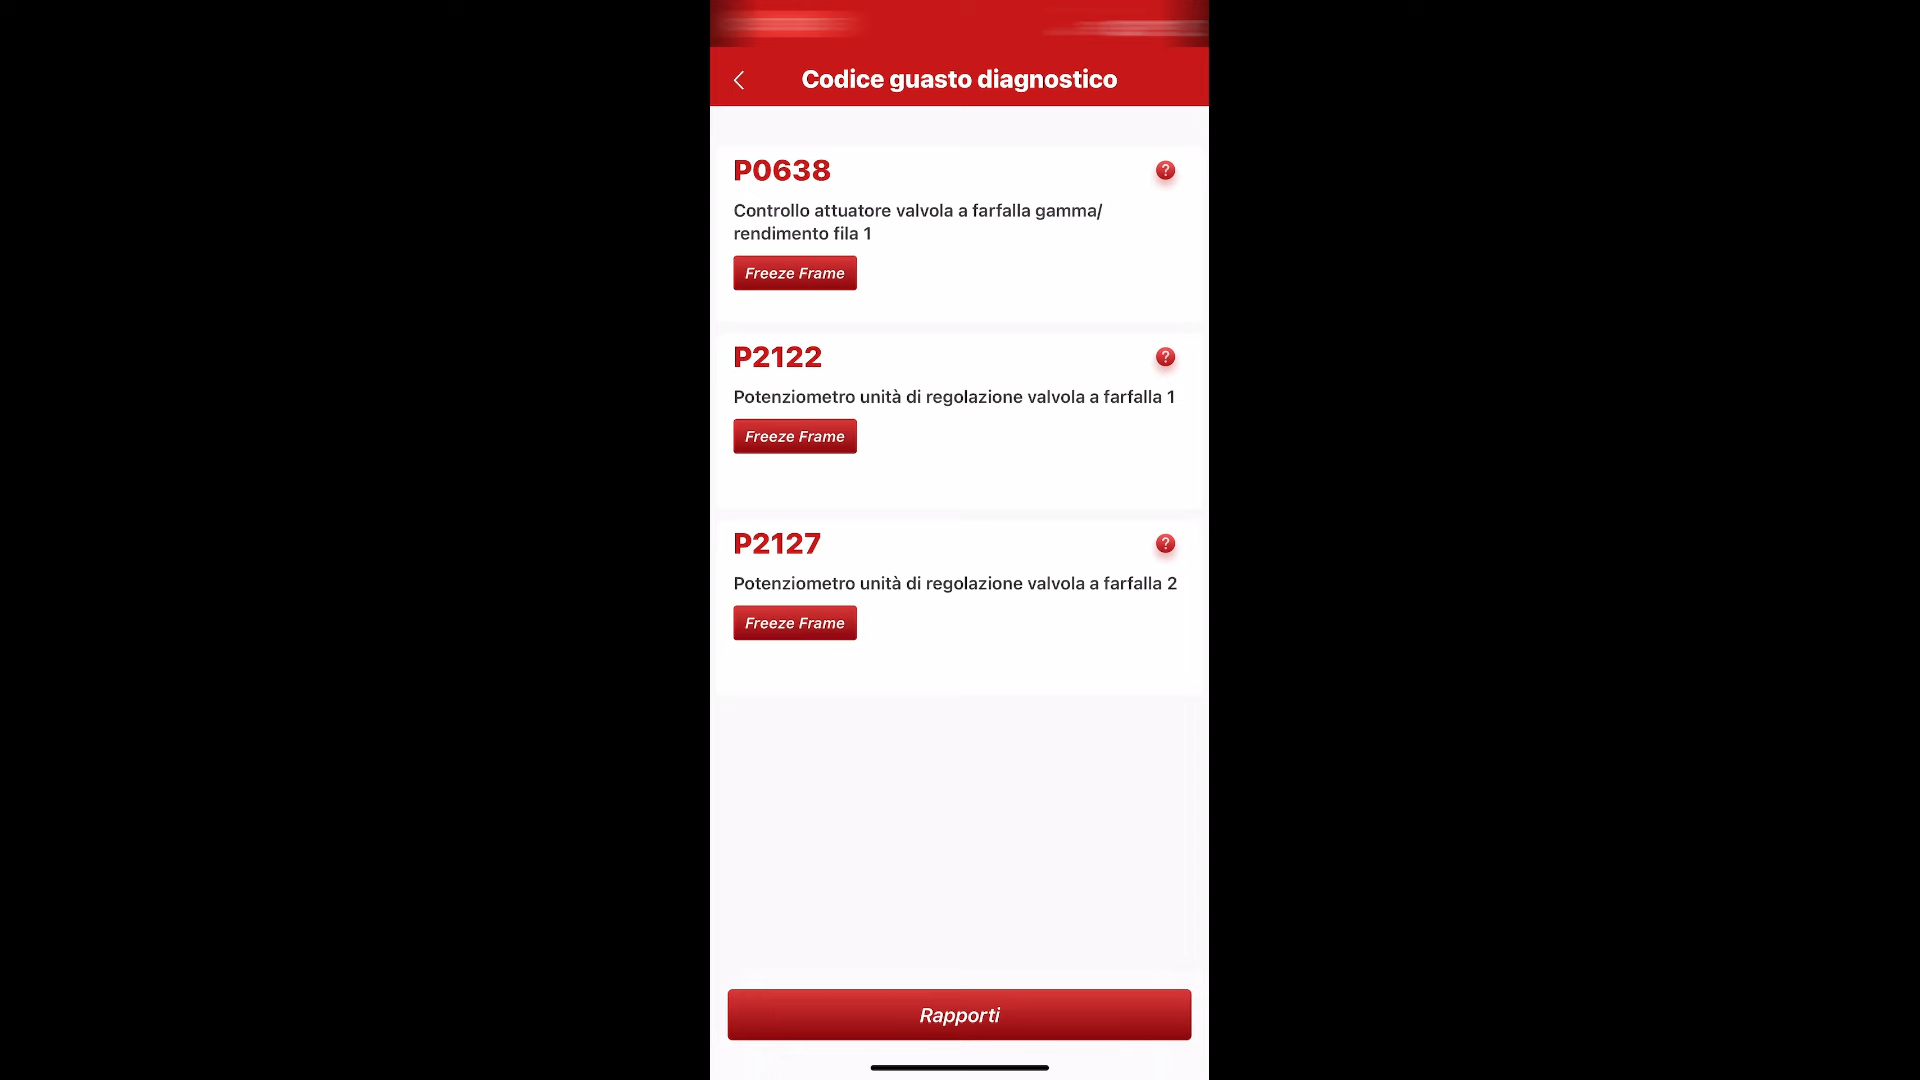 Codice guasto diagnostico
P0638
?
Controllo attuatore valvola a farfalla gamma/
rendimento fila 1
Freeze Frame
P2122
?
Potenziometro unità di regolazione valvola a farfalla 1
Freeze Frame
P2127
?
Potenziometro unità di regolazione valvola a farfalla 2
Freeze Frame
Rapporti